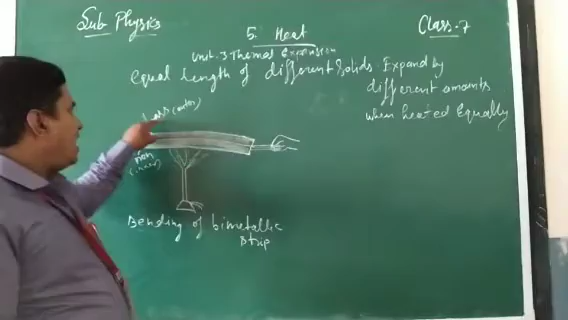 Sub Physics
5. Heat
Class-7
Unit. 3 Thermal Expansion
Equal length of different Solids Expand by
different amounts
when heated Equally
(outer)
iron
(inner)
Bending of bimetallic
strip